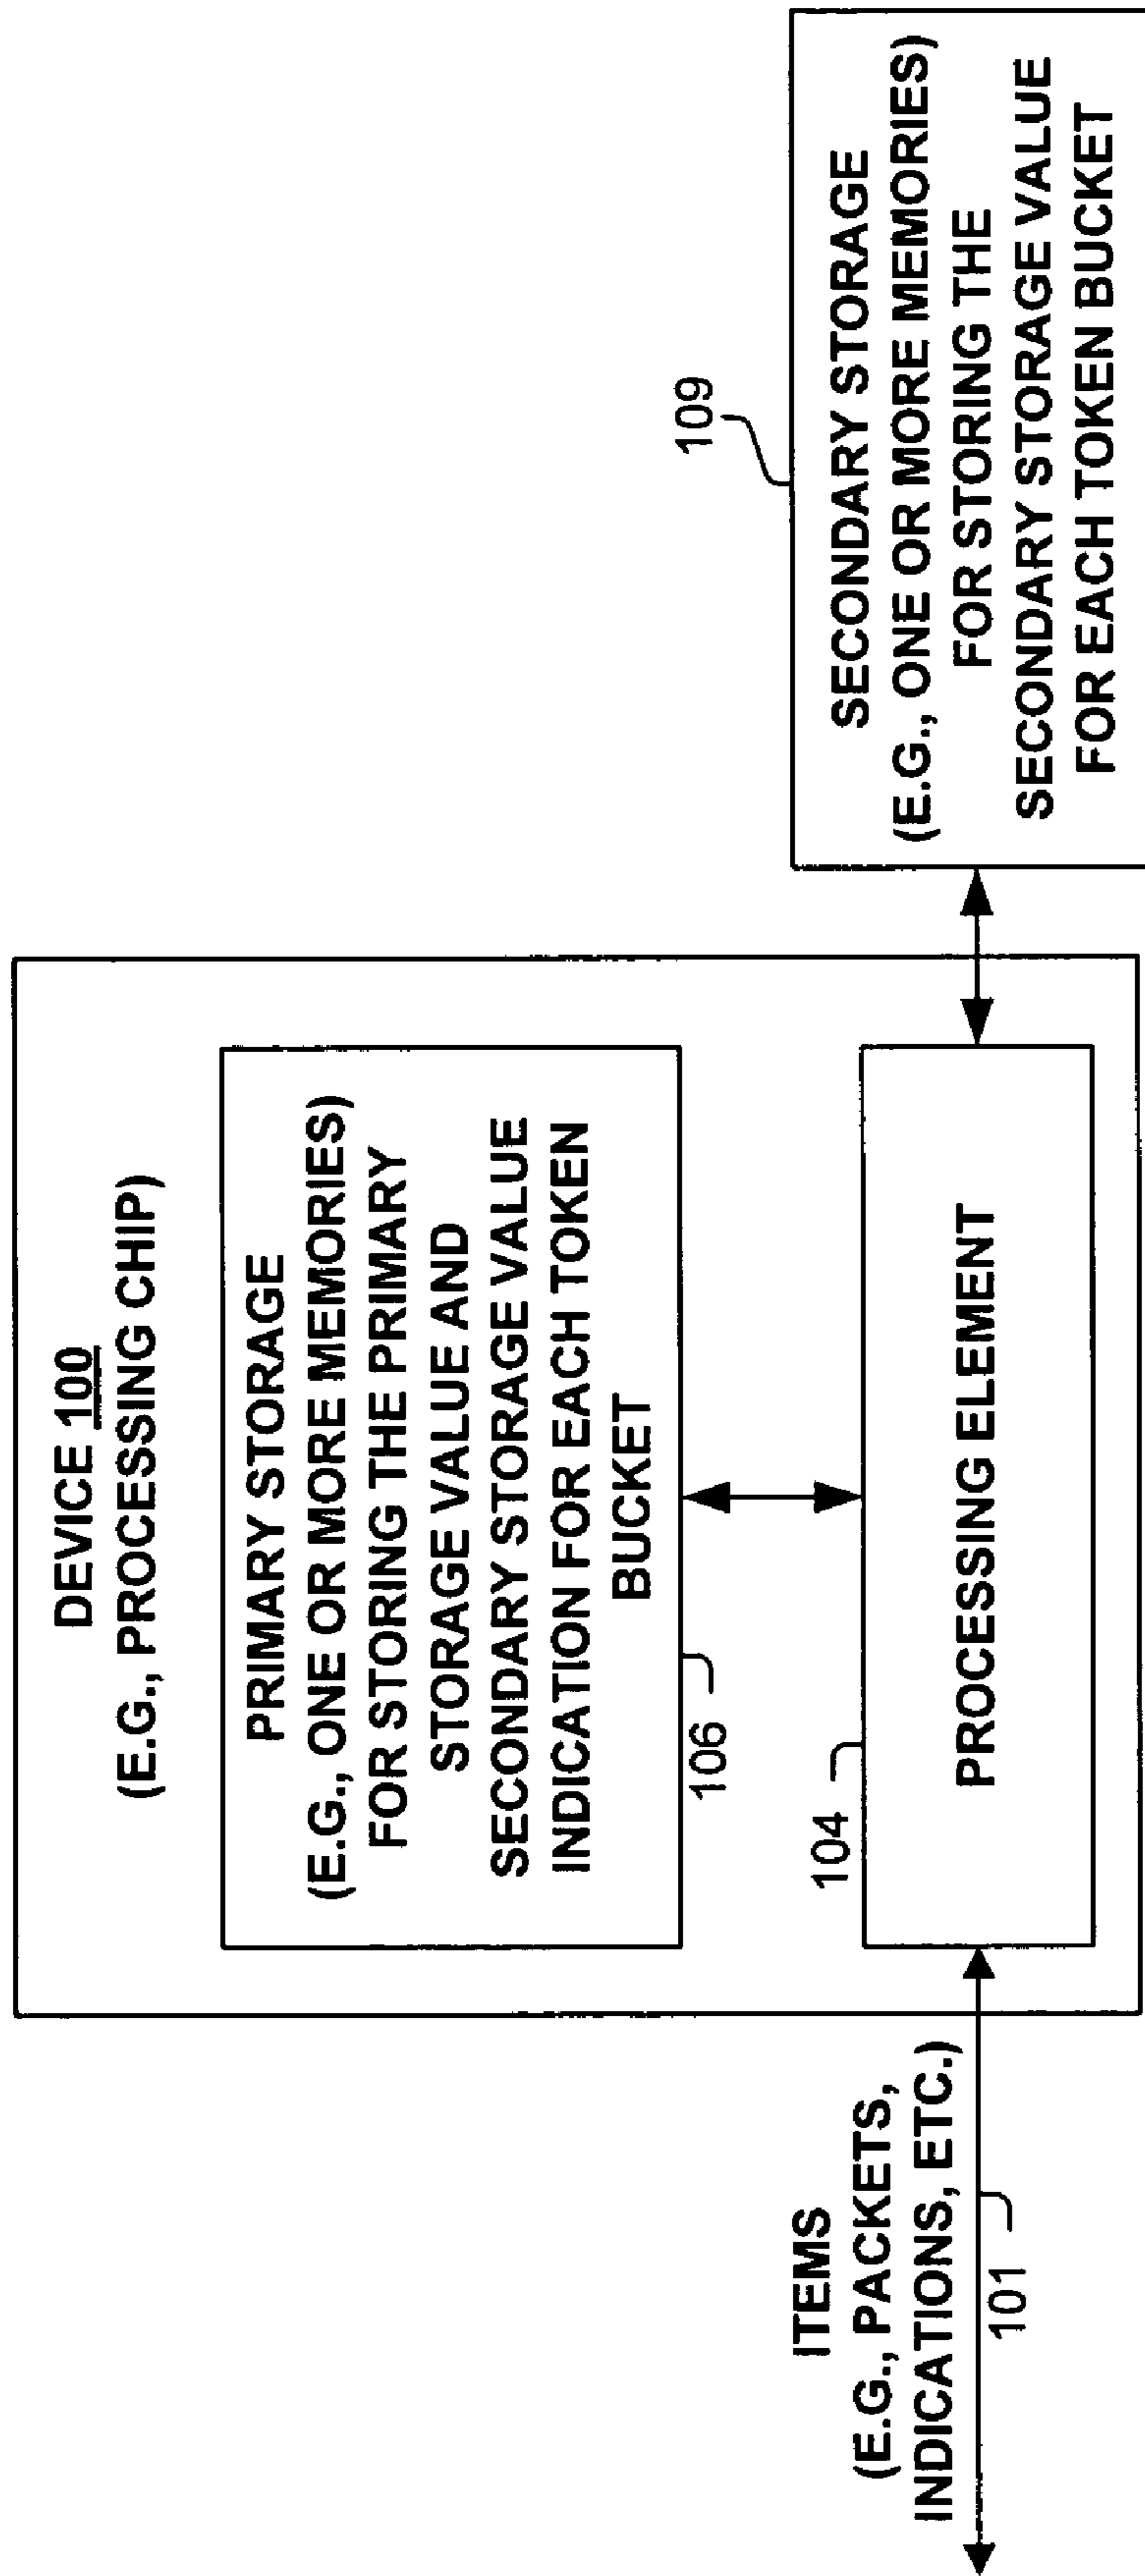 DEVICE 100
(E.G., PROCESSING CHIP)
PRIMARY STORAGE
(E.G., ONE OR MORE MEMORIES)
FOR STORING THE PRIMARY
STORAGE VALUE AND
SECONDARY STORAGE VALUE
INDICATION FOR EACH TOKEN
BUCKET
106
104
PROCESSING ELEMENT
ITEMS
(E.G., PACKETS,
INDICATIONS, ETC.)
101
109
SECONDARY STORAGE
(E.G., ONE OR MORE MEMORIES)
FOR STORING THE
SECONDARY STORAGE VALUE
FOR EACH TOKEN BUCKET